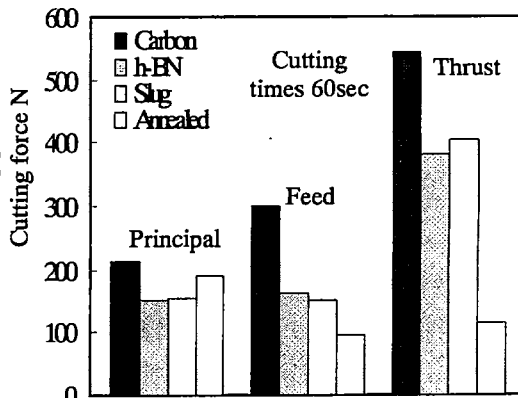 600
500
400
300
200
100
0
Cutting force N
Carbon
h-BN
Slug
Annealed
Cutting
times 60sec
Thrust
Feed
Principal